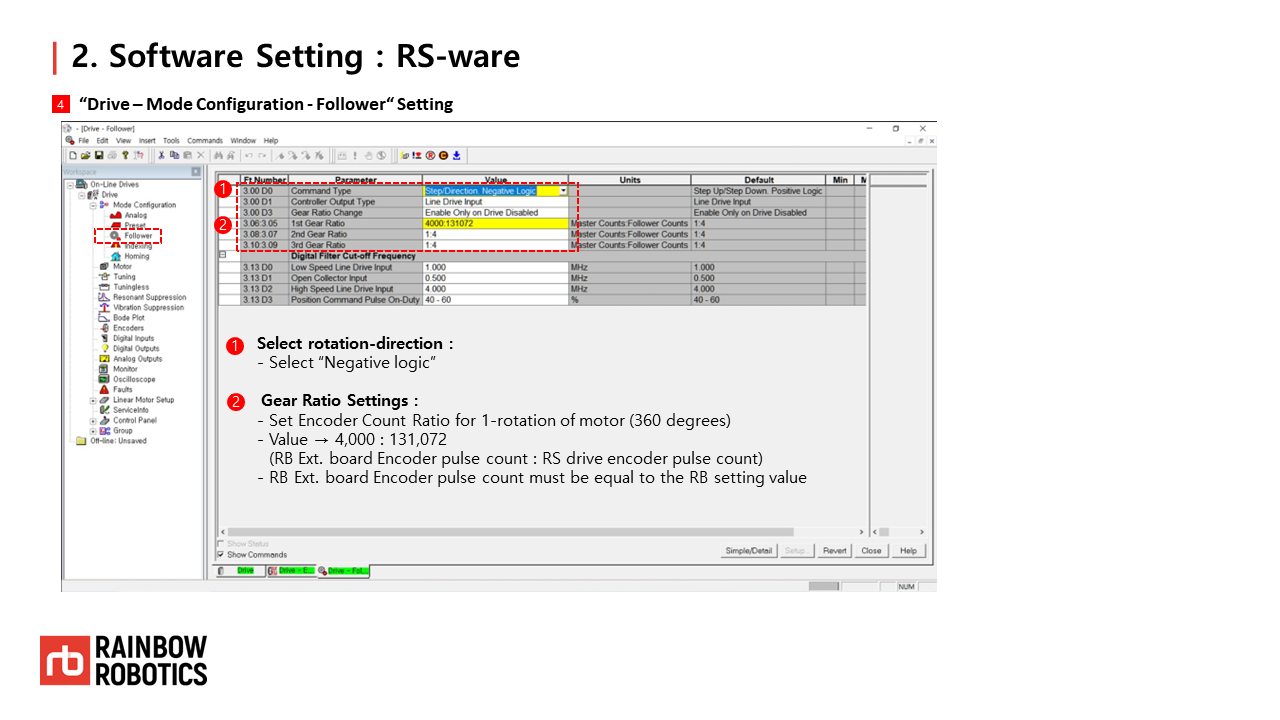 2. Software Setting : RS-ware
4 “Drive – Mode Configuration - Follower“ Setting
- [Drive - Follower]
File Edit View Insert Tools Commands Window Help
Workspace
On-Line Drives
Drive
Mode Configuration
Analog
Preset
Follower
Indexing
Homing
Motor
Tuning
Tuningless
Resonant Suppression
Vibration Suppression
Bode Plot
Encoders
Digital Inputs
Digital Outputs
Analog Outputs
Monitor
Oscilloscope
Faults
Linear Motor Setup
ServiceInfo
Control Panel
Group
Off-line: Unsaved
Ft.Number Parameter Value Units Default Min M
1 3.00 D0 Command Type Step/Direction. Negative Logic Step Up/Step Down. Positive Logic
3.00 D1 Controller Output Type Line Drive Input Line Drive Input
3.00 D3 Gear Ratio Change Enable Only on Drive Disabled Enable Only on Drive Disabled
2 3.06:3.05 1st Gear Ratio 4000:131072 Master Counts:Follower Counts 1:4
3.08:3.07 2nd Gear Ratio 1:4 Master Counts:Follower Counts 1:4
3.10:3.09 3rd Gear Ratio 1:4 Master Counts:Follower Counts 1:4
Digital Filter Cut-off Frequency
3.13 D0 Low Speed Line Drive Input 1.000 MHz 1.000
3.13 D1 Open Collector Input 0.500 MHz 0.500
3.13 D2 High Speed Line Drive Input 4.000 MHz 4.000
3.13 D3 Position Command Pulse On-Duty 40 - 60 % 40 - 60
1 Select rotation-direction :
- Select “Negative logic”
2 Gear Ratio Settings :
- Set Encoder Count Ratio for 1-rotation of motor (360 degrees)
- Value → 4,000 : 131,072
(RB Ext. board Encoder pulse count : RS drive encoder pulse count)
- RB Ext. board Encoder pulse count must be equal to the RB setting value
Show Status
Show Commands
Simple/Detail Setup... Revert Close Help
Drive Drive - E... Drive - Fol...
NUM
rb RAINBOW
ROBOTICS